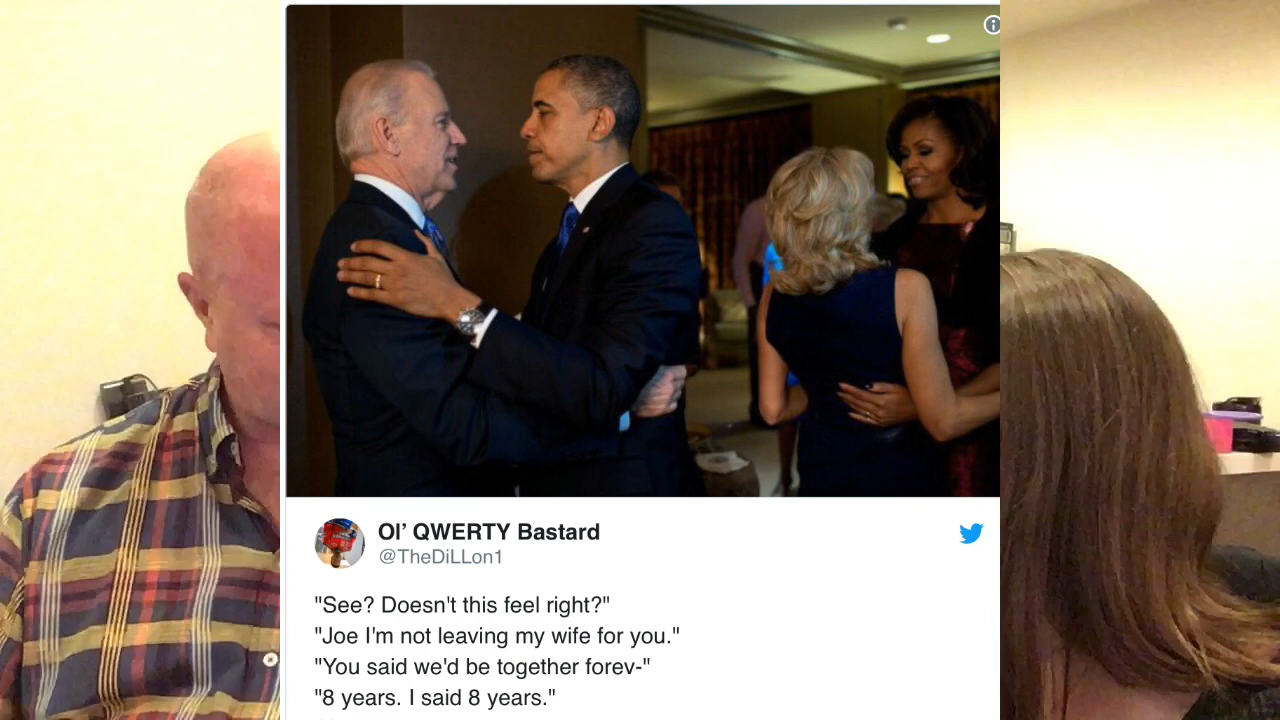 Ol’ QWERTY Bastard
@TheDiLLon1
"See? Doesn't this feel right?"
"Joe I'm not leaving my wife for you."
"You said we'd be together forev-"
"8 years. I said 8 years."